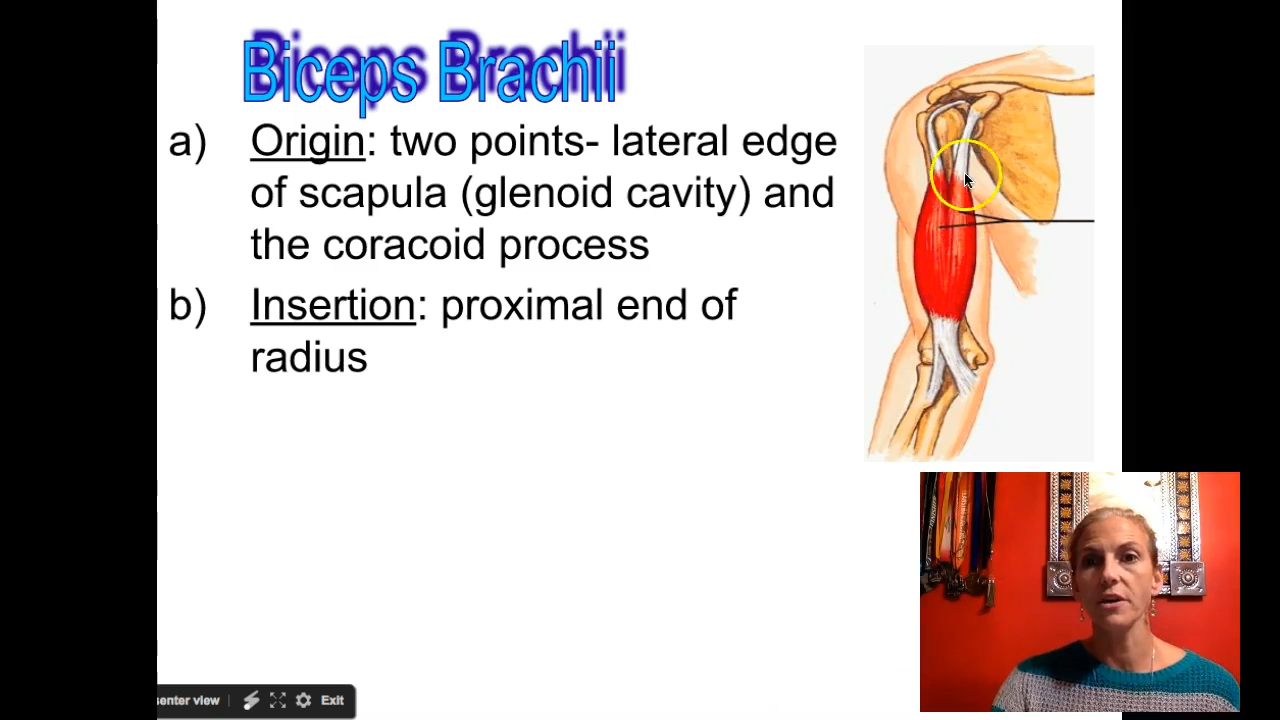 Biceps Brachii
a) Origin: two points- lateral edge
of scapula (glenoid cavity) and
the coracoid process
b) Insertion: proximal end of
radius
senter view
Exit